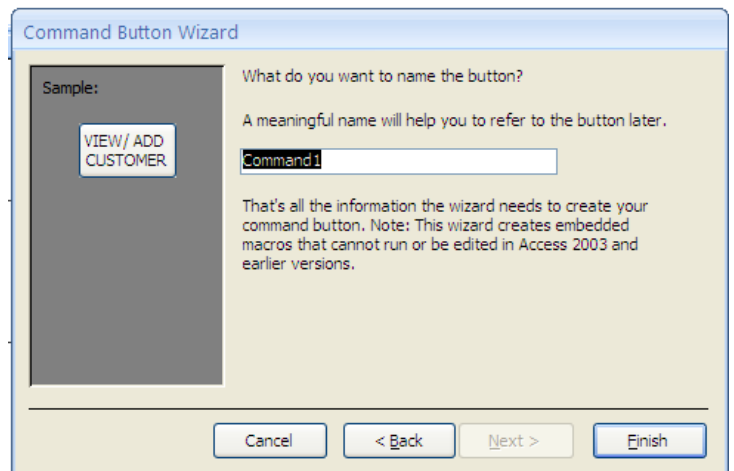 Command Button Wizard
Sample:
VIEW/ ADD
CUSTOMER
What do you want to name the button?
A meaningful name will help you to refer to the button later.
Command1
That's all the information the wizard needs to create your
command button. Note: This wizard creates embedded
macros that cannot run or be edited in Access 2003 and
earlier versions.
Cancel
< Back
Next >
Finish